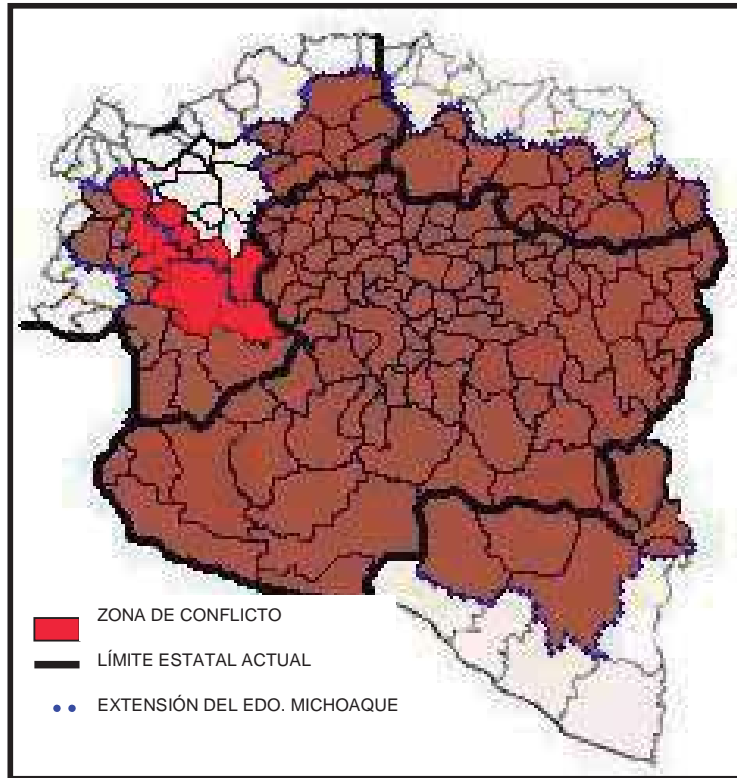 ZONA DE CONFLICTO
LÍMITE ESTATAL ACTUAL
EXTENSIÓN DEL EDO. MICHOAQUE